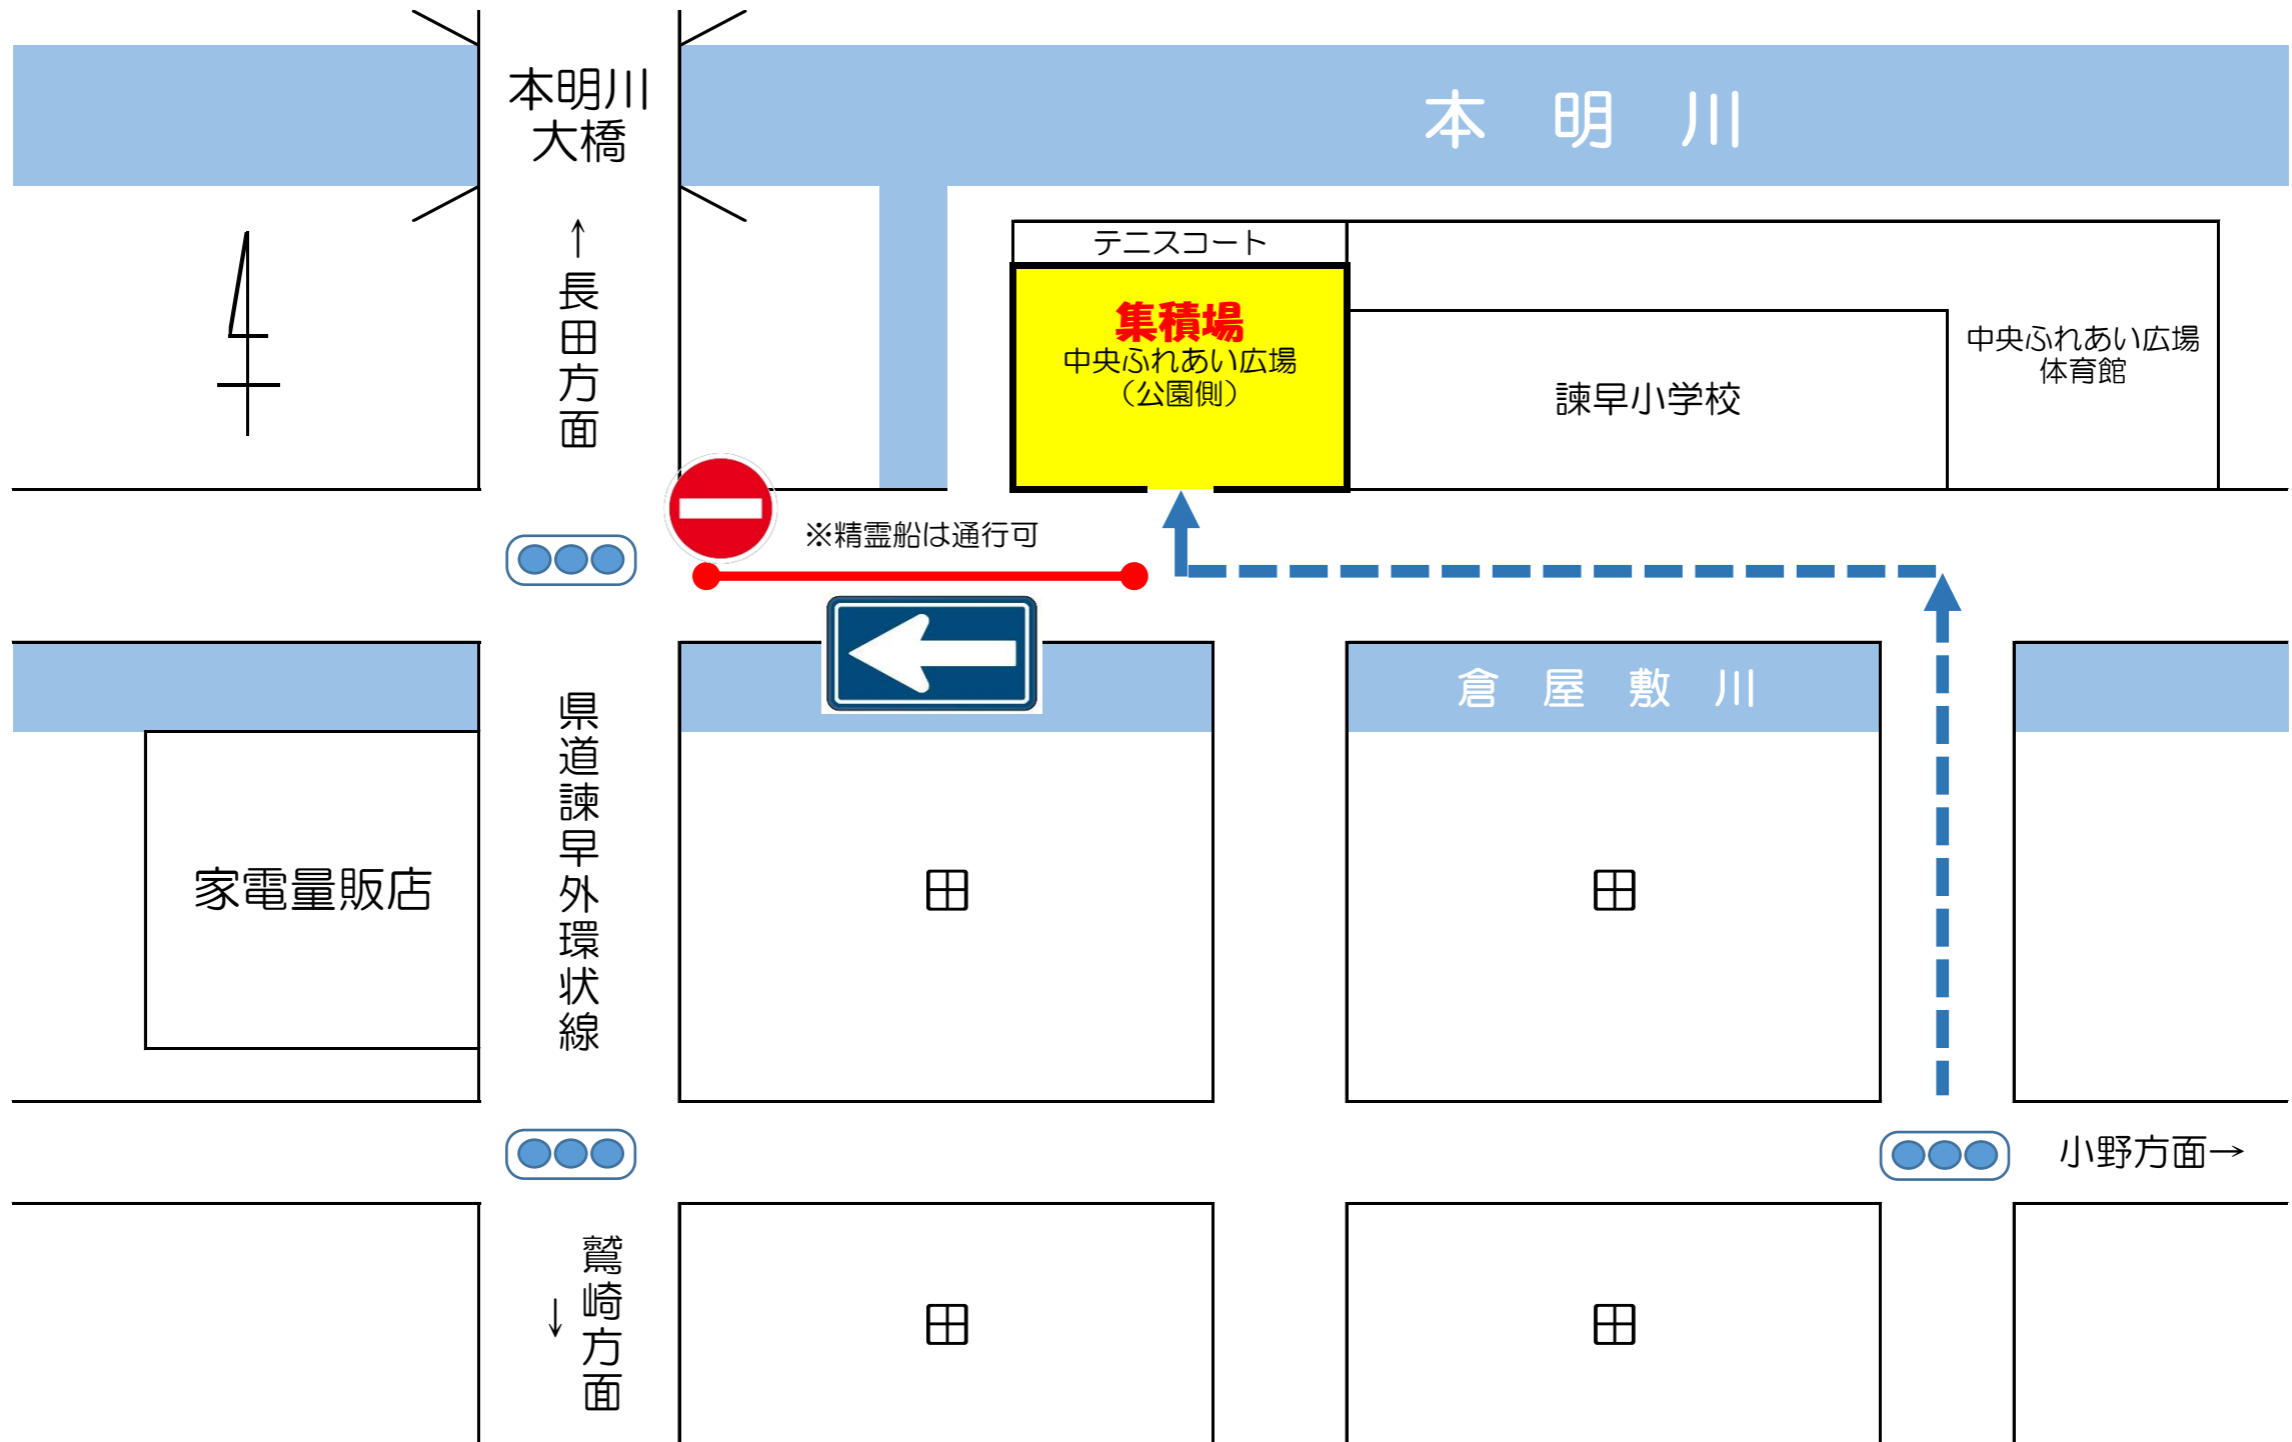 本明川
大橋
本明川
↑長田方面
テニスコート
集積場
中央ふれあい広場
（公園側）
諫早小学校
中央ふれあい広場
体育館
※精霊船は通行可
倉屋敷川
県道諫早外環状線
家電量販店
田
田
小野方面→
鷲崎方面
↓
田
田